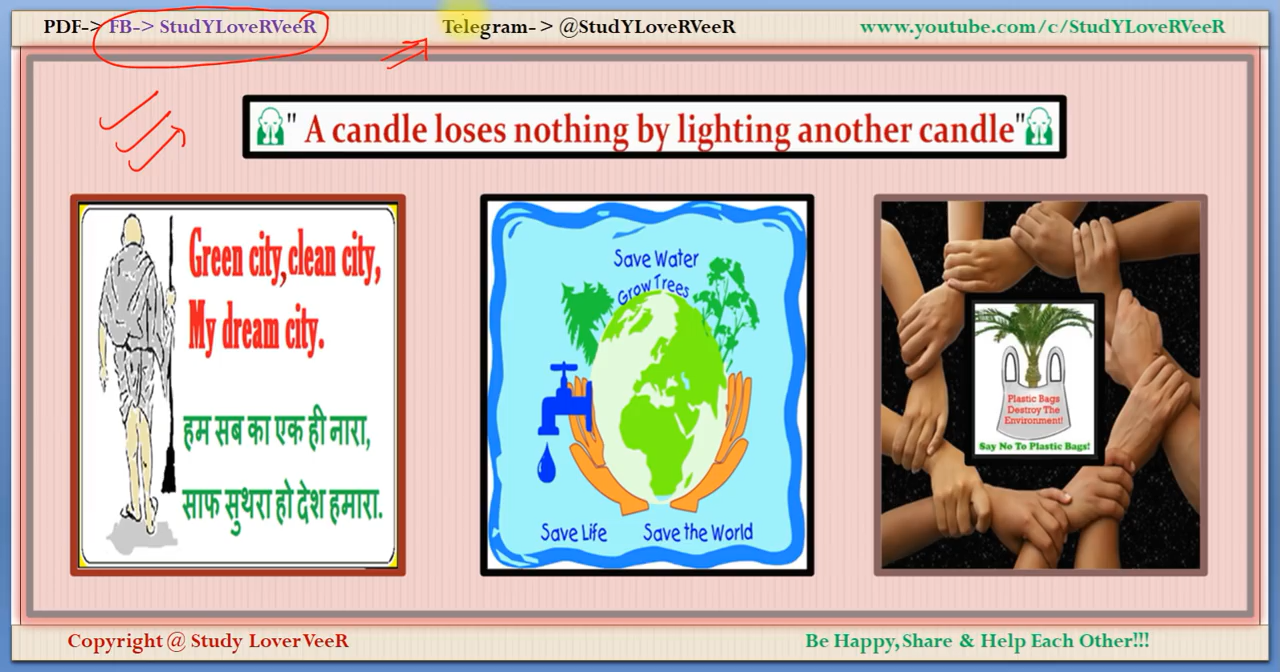 PDF-> FB-> StudYLoveRVeeR
Telegram- > @StudYLoveRVeeR
www.youtube.com/c/StudYLoveRVeeR
" A candle loses nothing by lighting another candle"
Green city, clean city,
My dream city.
हम सब का एक ही नारा,
साफ सुथरा हो देश हमारा.
Save Water
Grow Trees
Save Life
Save the World
Plastic Bags
Destroy The
Environment!
Say No To Plastic Bags!
Copyright @ Study LoverVeeR
Be Happy, Share & Help Each Other!!!